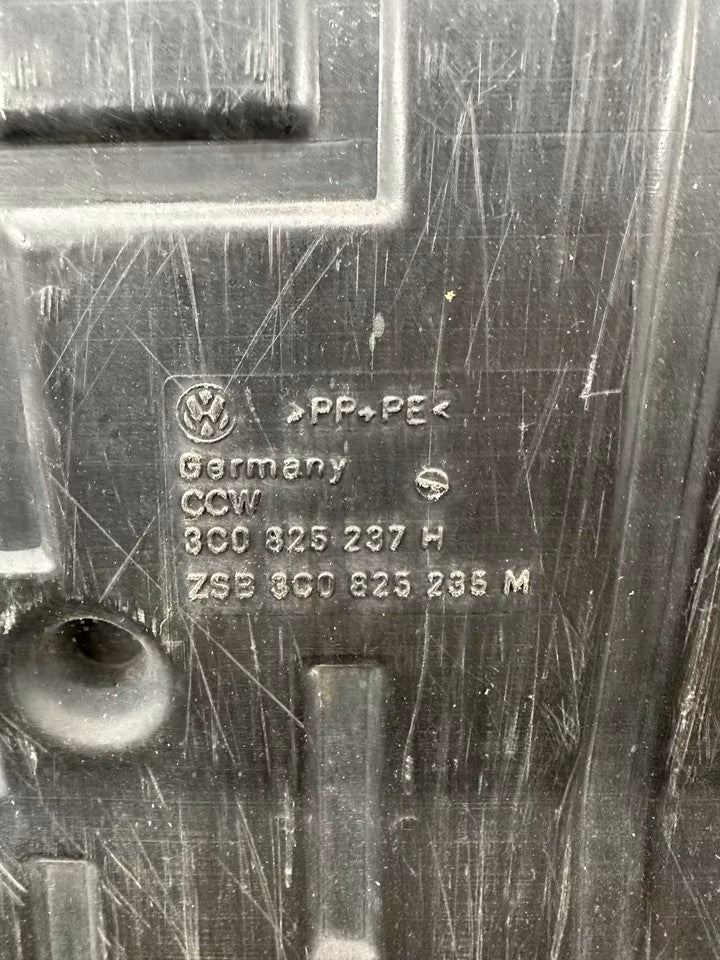 >PP+PE<
Germany
CCW
3C0 825 237 H
ZSB 3C0 825 235 M